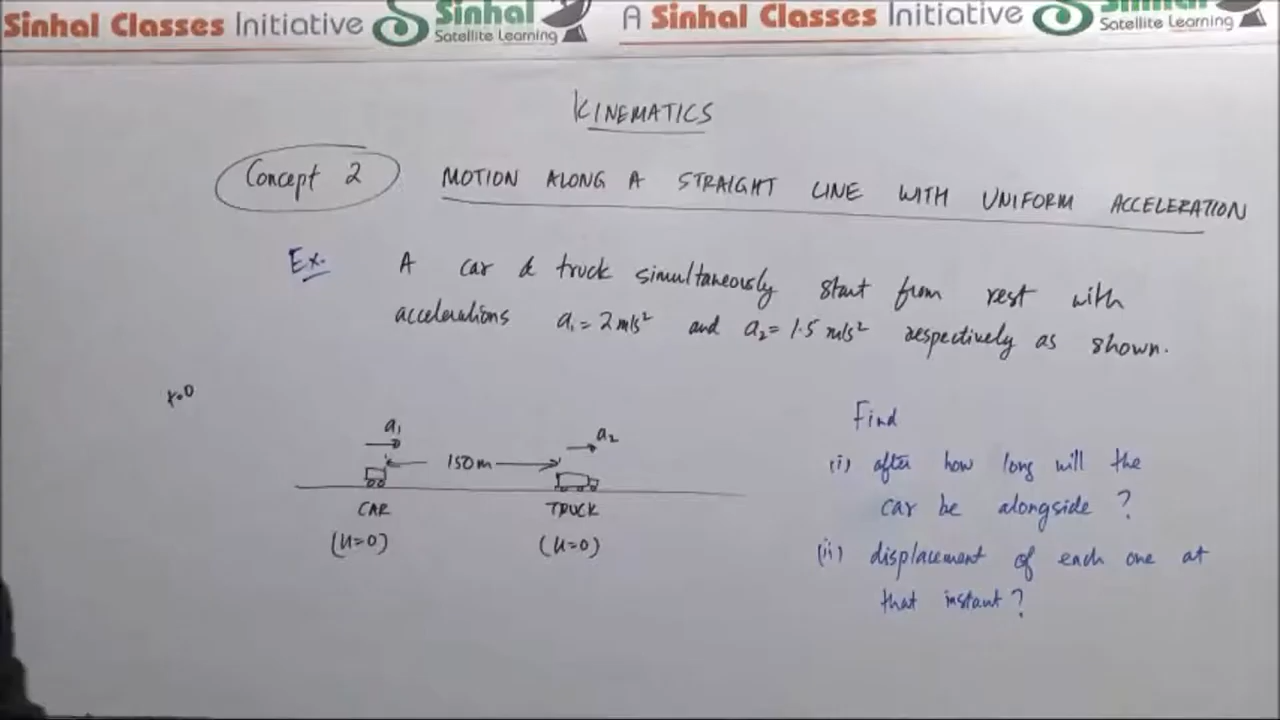 Sinhal Classes Initiative
Sinhal
Satellite Learning
A Sinhal Classes Initiative
Satellite Learning
KINEMATICS
Concept 2
MOTION ALONG A STRAIGHT LINE WITH UNIFORM ACCELERATION
Ex.
A car & truck simultaneously start from rest with
accelerations a₁ = 2 m/s² and a₂ = 1.5 m/s² respectively as shown.
a₁
a₂
150 m
CAR
TRUCK
(u=0)
(u=0)
Find
(i) after how long will the
car be alongside ?
(ii) displacement of each one at
that instant ?